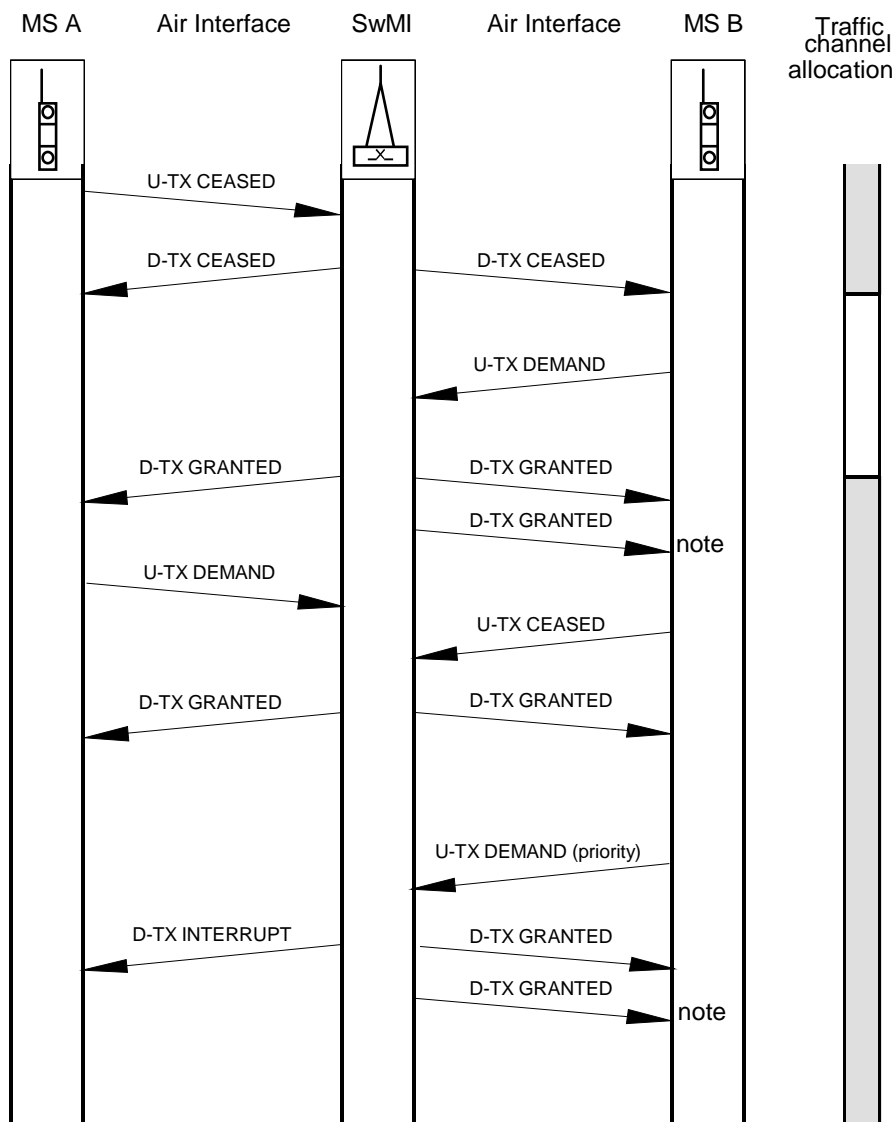 MS A
Air Interface
SwMI
Air Interface
MS B
Traffic
channel
allocation
U-TX CEASED
D-TX CEASED
D-TX CEASED
U-TX DEMAND
D-TX GRANTED
D-TX GRANTED
D-TX GRANTED
note
U-TX DEMAND
U-TX CEASED
D-TX GRANTED
D-TX GRANTED
U-TX DEMAND (priority)
D-TX INTERRUPT
D-TX GRANTED
D-TX GRANTED
note